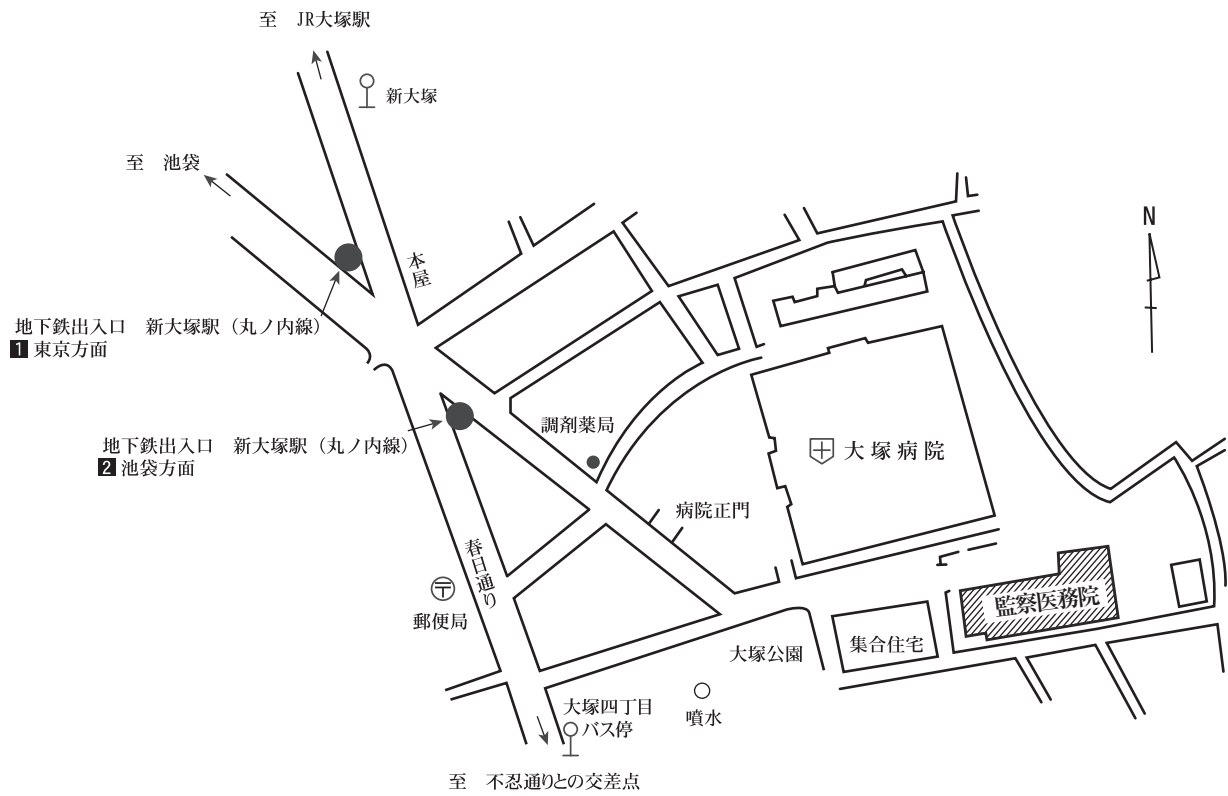 至　JR大塚駅
新大塚
至　池袋
N
本屋
地下鉄出入口　新大塚駅（丸ノ内線）
1 東京方面
調剤薬局
地下鉄出入口　新大塚駅（丸ノ内線）
2 池袋方面
大塚病院
病院正門
春日通り
〒
郵便局
監察医務院
集合住宅
大塚公園
大塚四丁目
バス停
噴水
至　不忍通りとの交差点